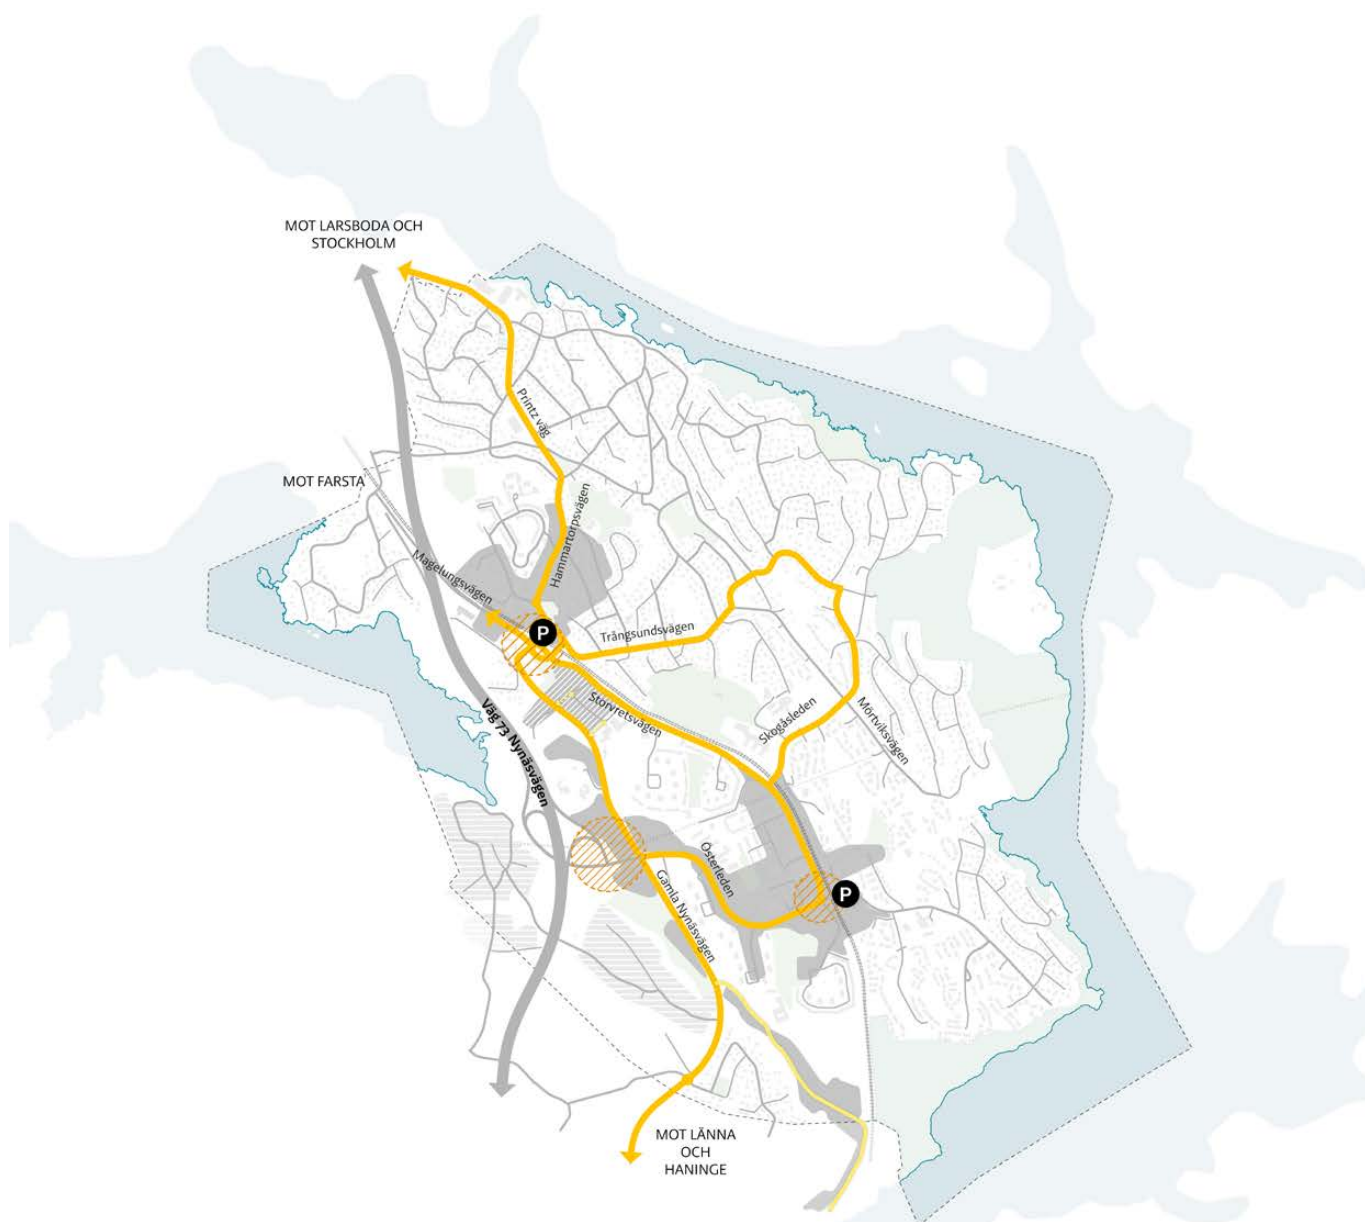 MOT LARSBODA OCH
STOCKHOLM
Printz väg
MOT FARSTA
Hammartorpsvägen
Magelungsvägen
P
Trångsundsvägen
Storvretsvägen
Skogåsleden
Mörtviksvägen
Väg 73 Nynäsvägen
Österleden
Gamla Nynäsvägen
P
MOT LÄNNA
OCH
HANINGE